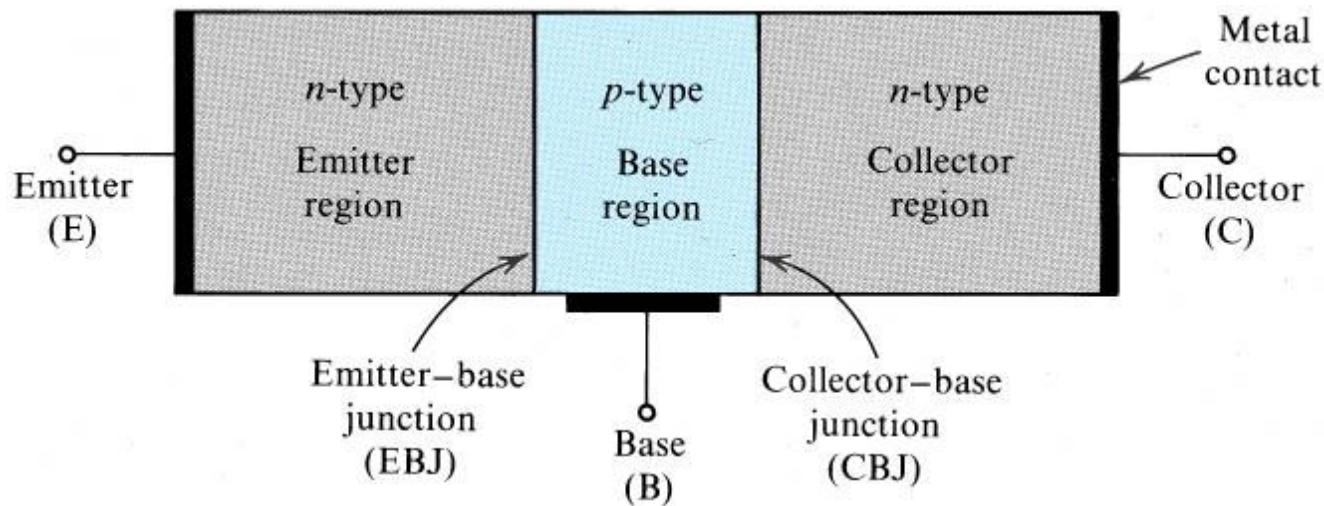 n-type
Emitter
region
p-type
Base
region
n-type
Collector
region
Metal
contact
Emitter
(E)
Collector
(C)
Emitter–base
junction
(EBJ)
Base
(B)
Collector–base
junction
(CBJ)